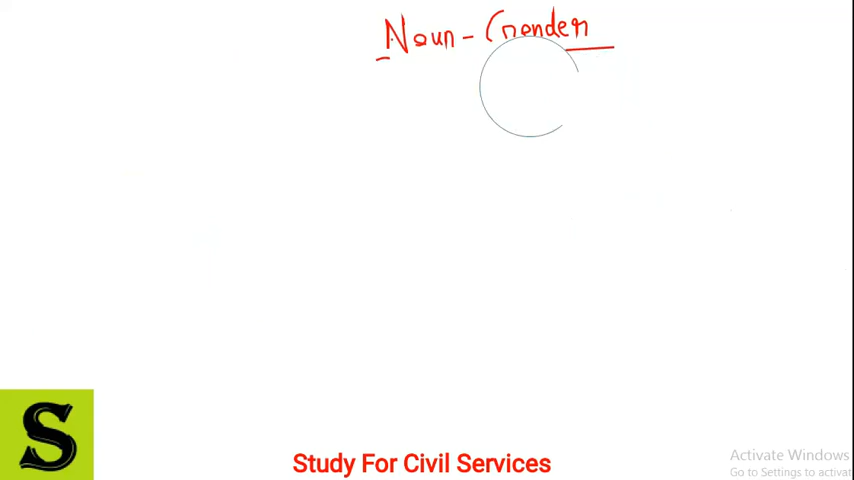 Noun - Gender
S
Study For Civil Services
Activate Windows
Go to Settings to activat